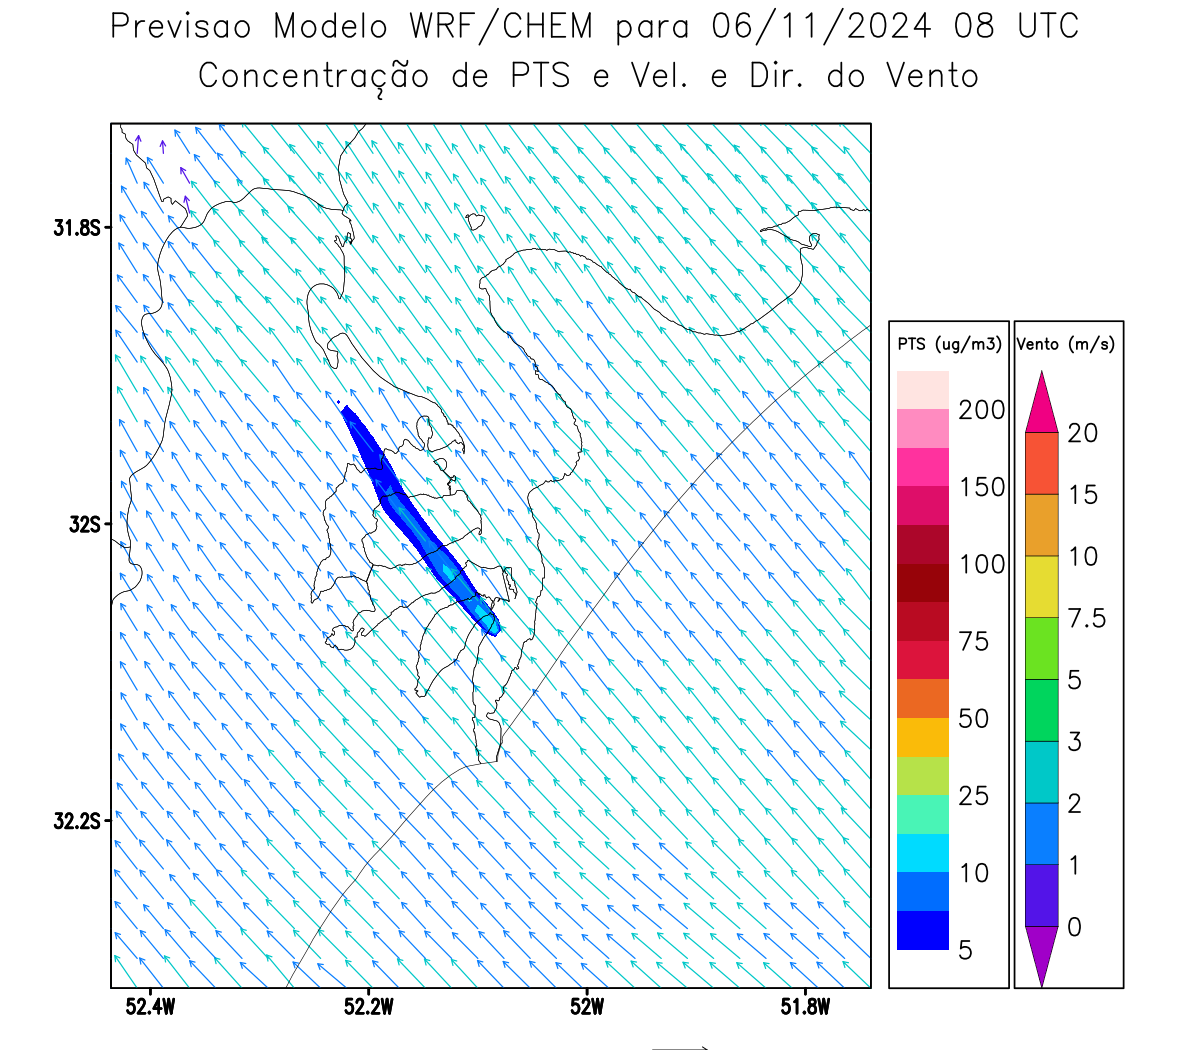 Previsao Modelo WRF/CHEM para 06/11/2024 08 UTC
Concentração de PTS e Vel. e Dir. do Vento
31.8S
32S
32.2S
52.4W 52.2W 52W 51.8W
PTS (ug/m3)
200
150
100
75
50
25
10
5
Vento (m/s)
20
15
10
7.5
5
3
2
1
0